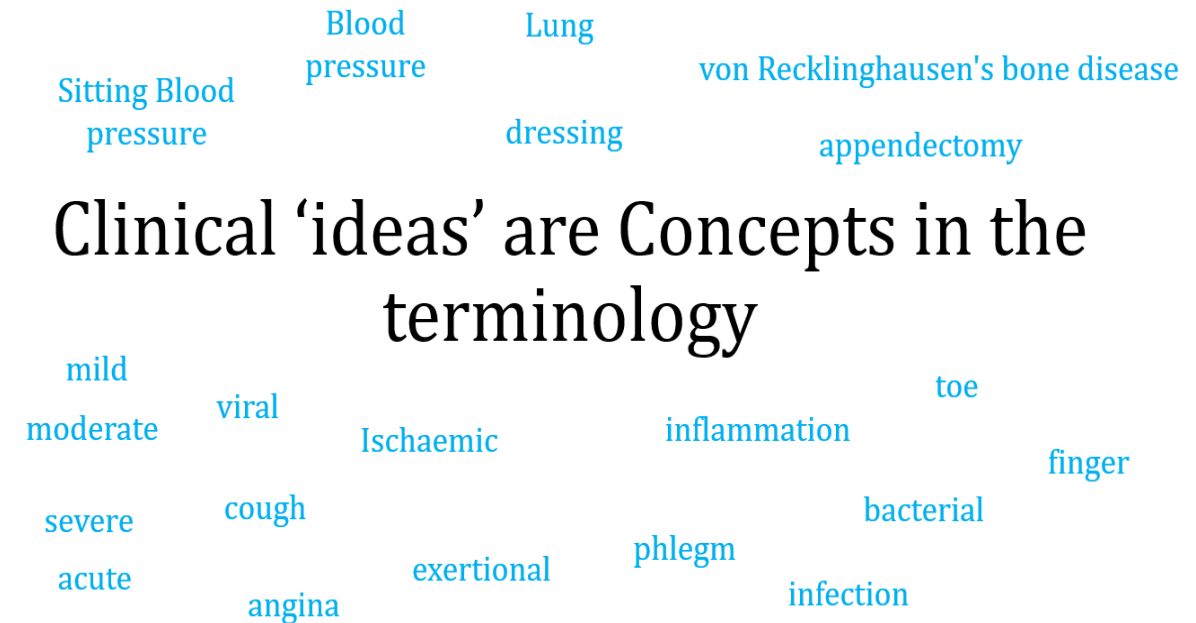 Blood
pressure
Lung
von Recklinghausen's bone disease
Sitting Blood
pressure
dressing
appendectomy
Clinical ‘ideas’ are Concepts in the
terminology
mild
toe
viral
moderate
Ischaemic
inflammation
finger
cough
bacterial
severe
phlegm
exertional
acute
infection
angina